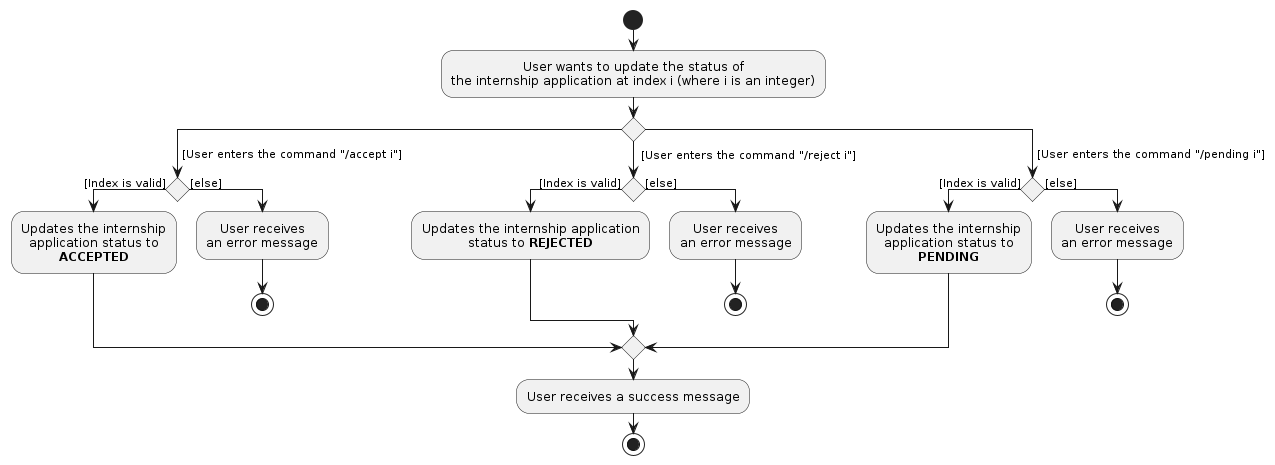 User wants to update the status of
the internship application at index i (where i is an integer)
[User enters the command "/accept i"]
[User enters the command "/reject i"]
[User enters the command "/pending i"]
[Index is valid]
[else]
[Index is valid]
[else]
[Index is valid]
[else]
Updates the internship
application status to
ACCEPTED
User receives
an error message
Updates the internship application
status to REJECTED
User receives
an error message
Updates the internship
application status to
PENDING
User receives
an error message
User receives a success message